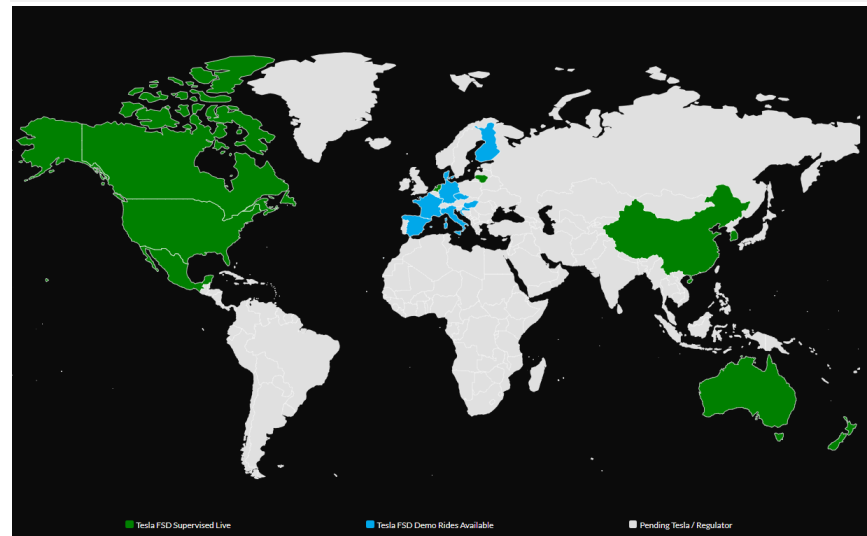 Tesla FSD Supervised Live
Tesla FSD Demo Rides Available
Pending Tesla / Regulator